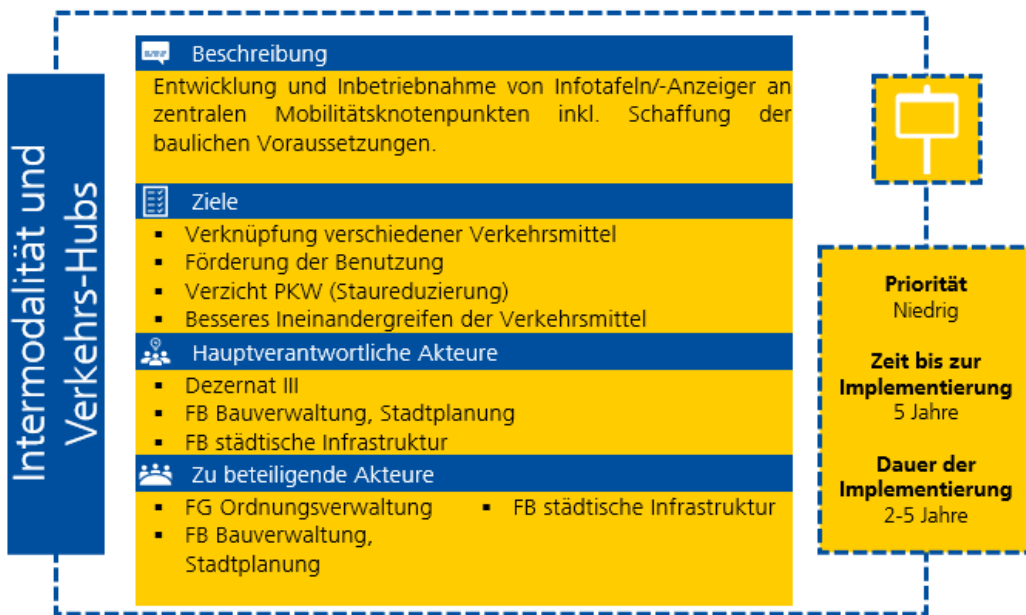 Intermodalität und
Verkehrs-Hubs
Beschreibung
Entwicklung und Inbetriebnahme von Infotafeln/-Anzeiger an
zentralen Mobilitätsknotenpunkten inkl. Schaffung der
baulichen Voraussetzungen.
Ziele
▪ Verknüpfung verschiedener Verkehrsmittel
▪ Förderung der Benutzung
▪ Verzicht PKW (Staureduzierung)
▪ Besseres Ineinandergreifen der Verkehrsmittel
Hauptverantwortliche Akteure
▪ Dezernat III
▪ FB Bauverwaltung, Stadtplanung
▪ FB städtische Infrastruktur
Zu beteiligende Akteure
▪ FG Ordnungsverwaltung
▪ FB Bauverwaltung,
Stadtplanung
▪ FB städtische Infrastruktur
Priorität
Niedrig
Zeit bis zur
Implementierung
5 Jahre
Dauer der
Implementierung
2-5 Jahre